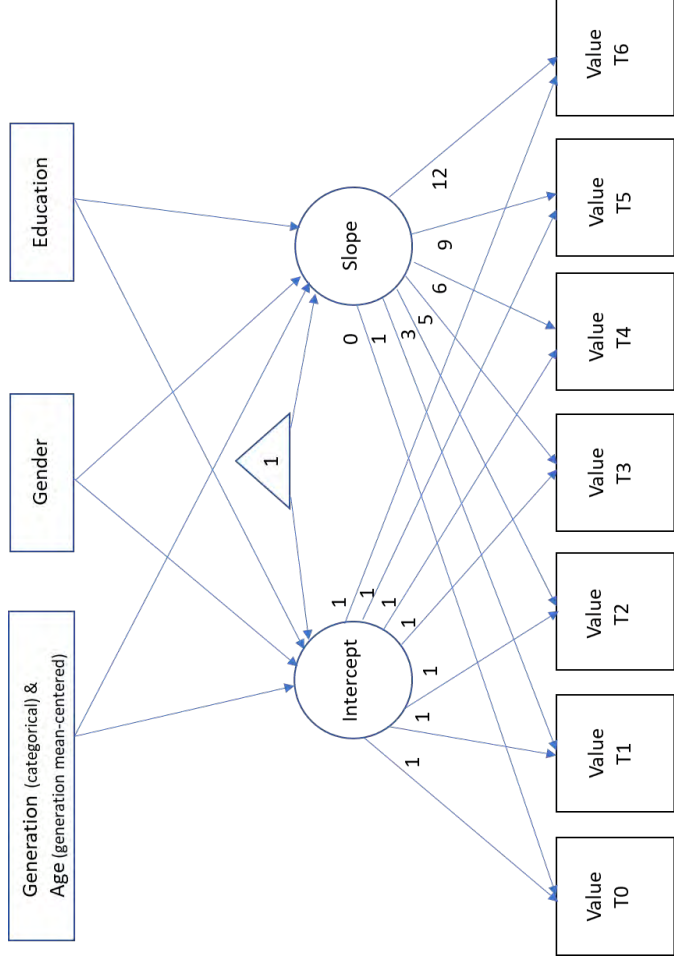 Generation (categorical) &
Age (generation mean-centered)
Gender
Education
1
Intercept
Slope
1
1
1
1
1
1
1
0
1
3
5
6
9
12
Value
T0
Value
T1
Value
T2
Value
T3
Value
T4
Value
T5
Value
T6